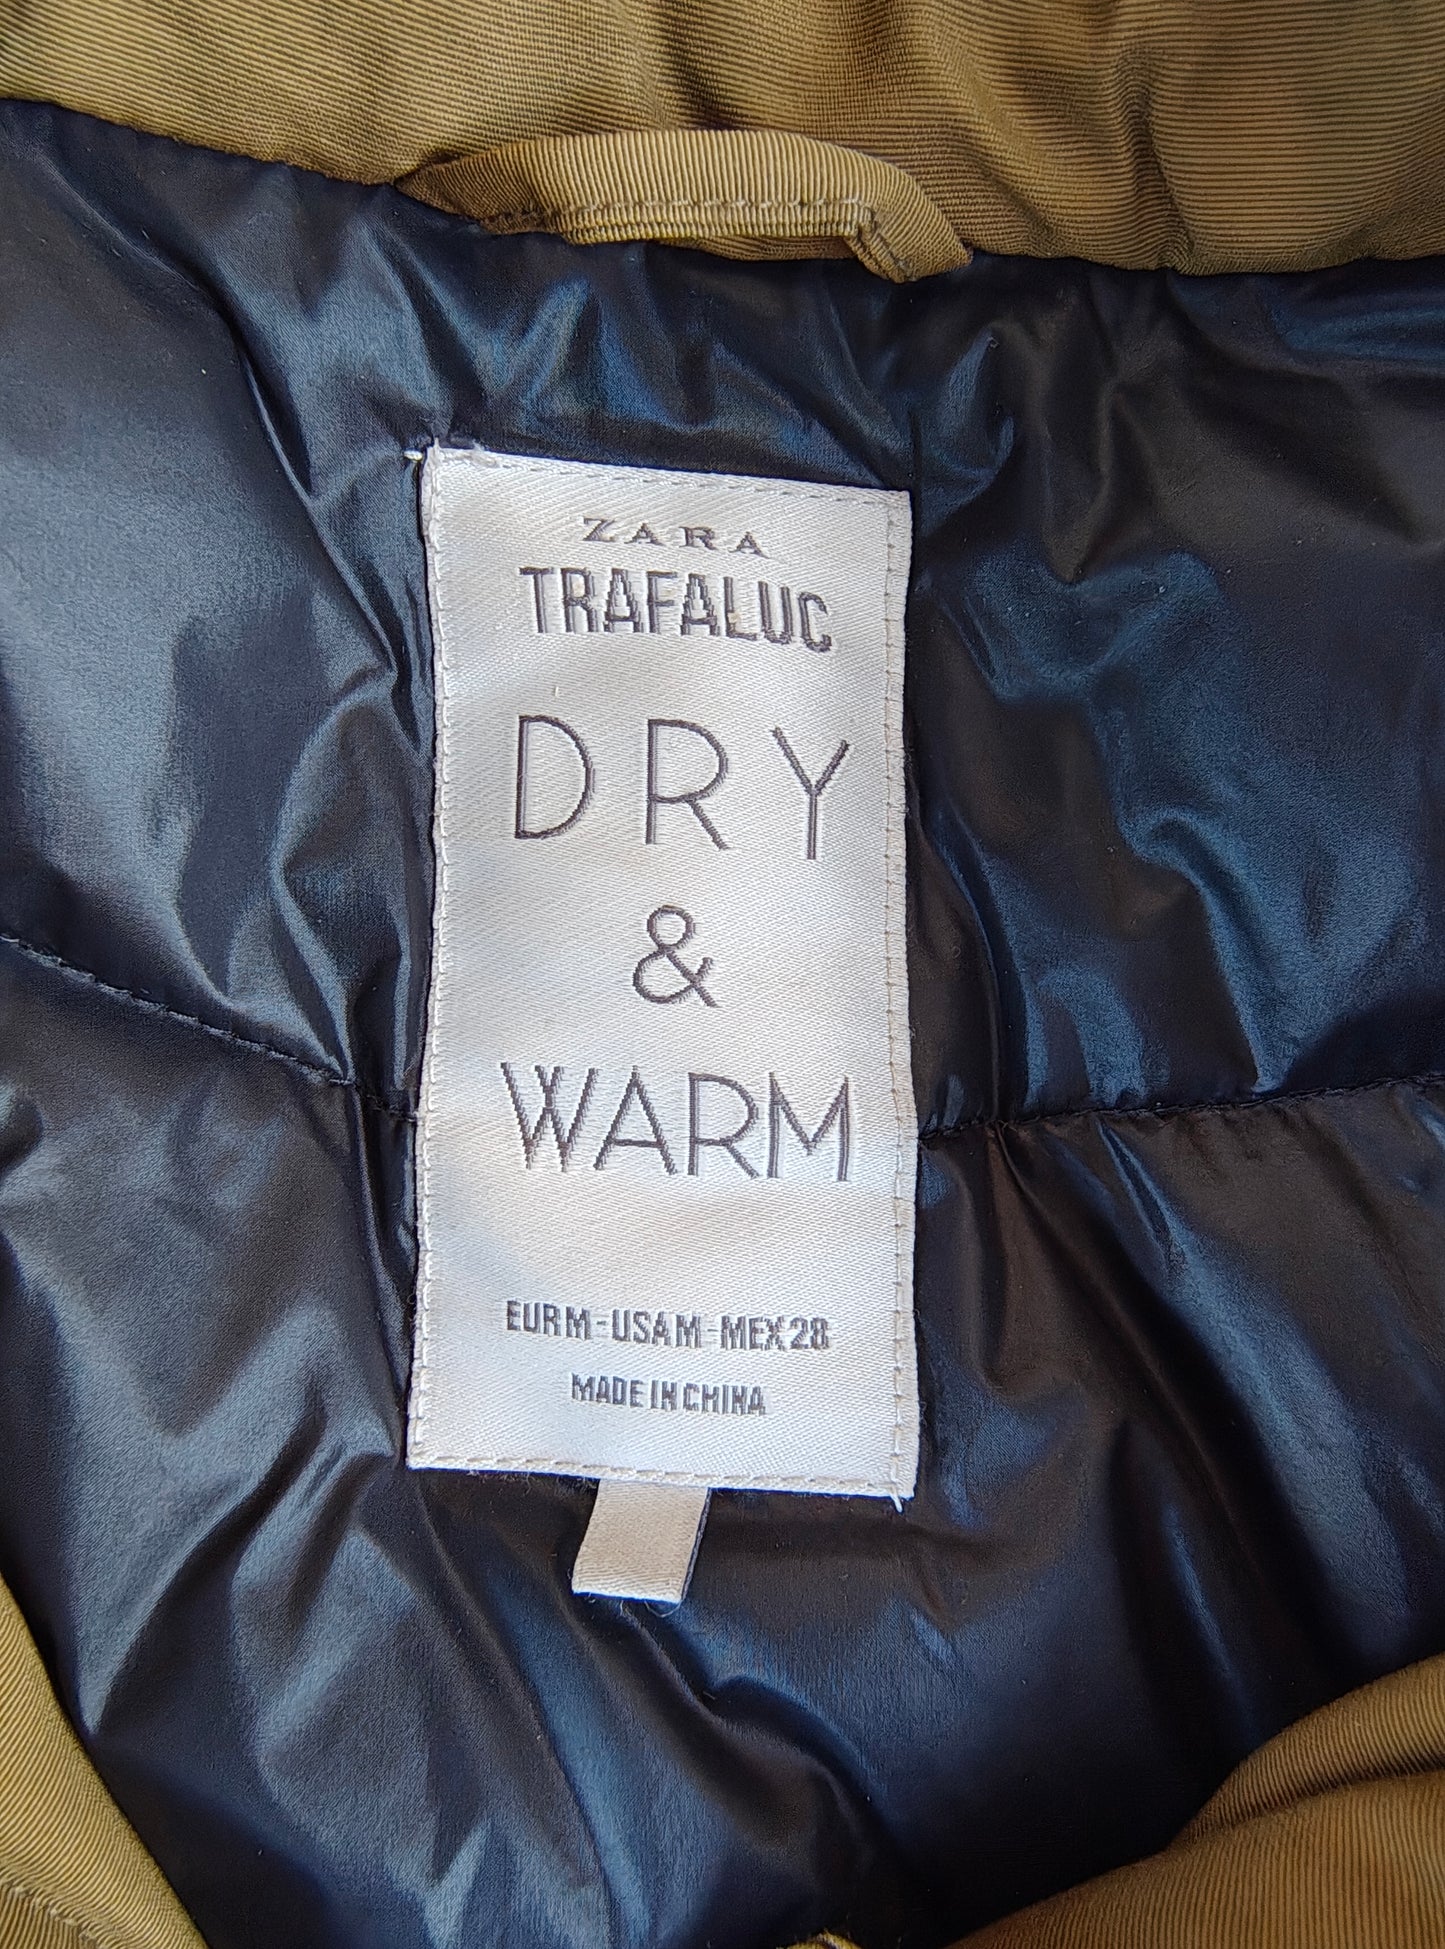 ZARA
TRAFALUC
DRY
&
WARM
EUR M - USA M - MEX 28
MADE IN CHINA